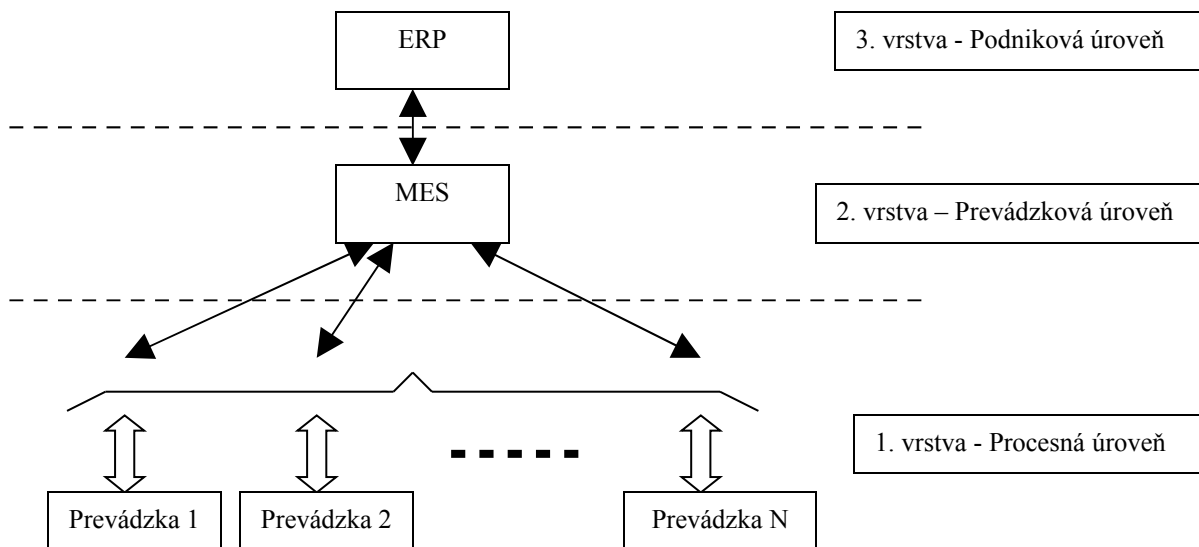 ERP
3. vrstva - Podniková úroveň
MES
2. vrstva – Prevádzková úroveň
1. vrstva - Procesná úroveň
Prevádzka 1
Prevádzka 2
Prevádzka N